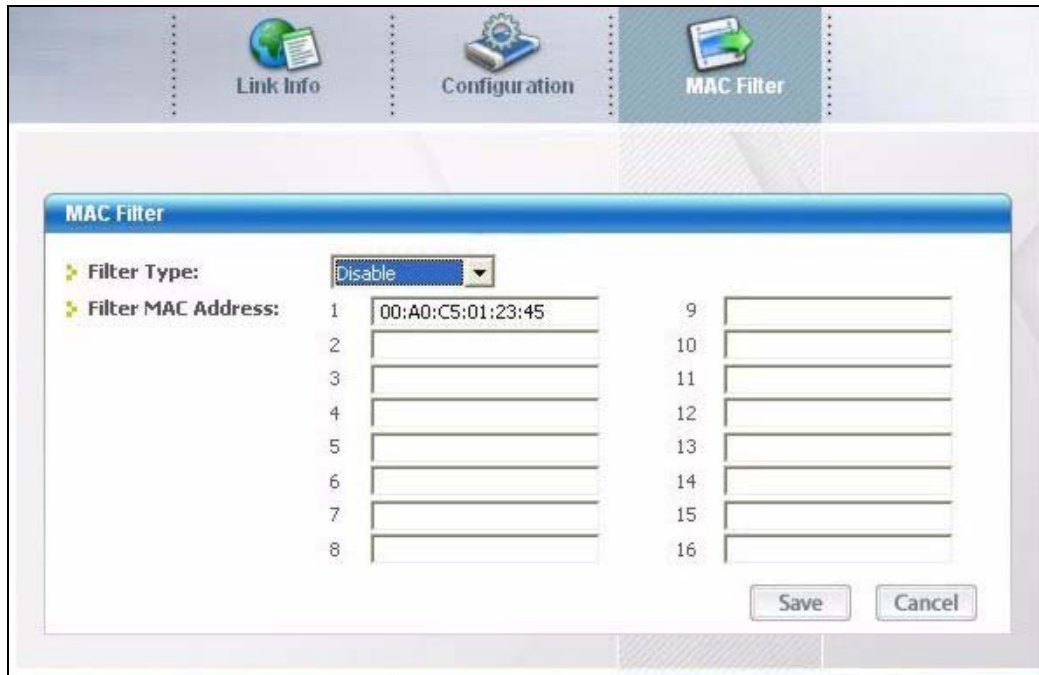 Link Info Configuration MAC Filter
MAC Filter
Filter Type: Disable
Filter MAC Address: 1 00:A0:C5:01:23:45 9
2 10
3 11
4 12
5 13
6 14
7 15
8 16
Save Cancel